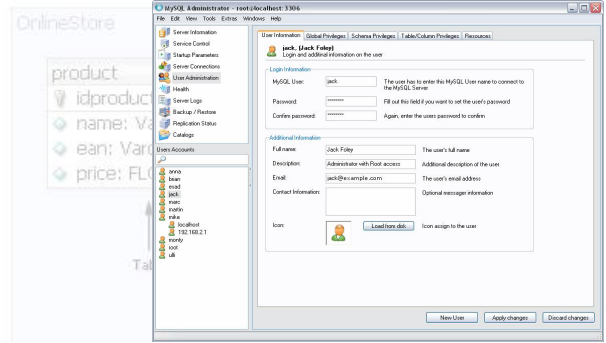 OnlineStore
product
idproduct
name: Va
ean: Varc
price: FLO
Tab
MySQL Administrator - root@localhost: 3306
File Edit View Tools Extras Windows Help
Server Information
Service Control
Startup Parameters
Server Connections
User Administration
Health
Server Logs
Backup / Restore
Replication Status
Catalogs
Users Accounts
anna
brian
esad
jack
marc
martin
mike
localhost
192.168.2.1
monty
root
ulli
User Information Global Privileges Schema Privileges Table/Column Privileges Resources
jack, (Jack Foley)
Login and additional information on the user
Login Information
MySQL User: jack The user has to enter this MySQL User name to connect to
the MySQL Server
Password: ******** Fill out this field if you want to set the user's password
Confirm password: ******** Again, enter the users password to confirm
Additional Information
Full name: Jack Foley The user's full name
Description: Administrator with Root access Additional description of the user
Email: jack@example.com The user's email address
Contact Information: Optional messager information
Icon: Load from disk Icon assign to the user
New User Apply changes Discard changes